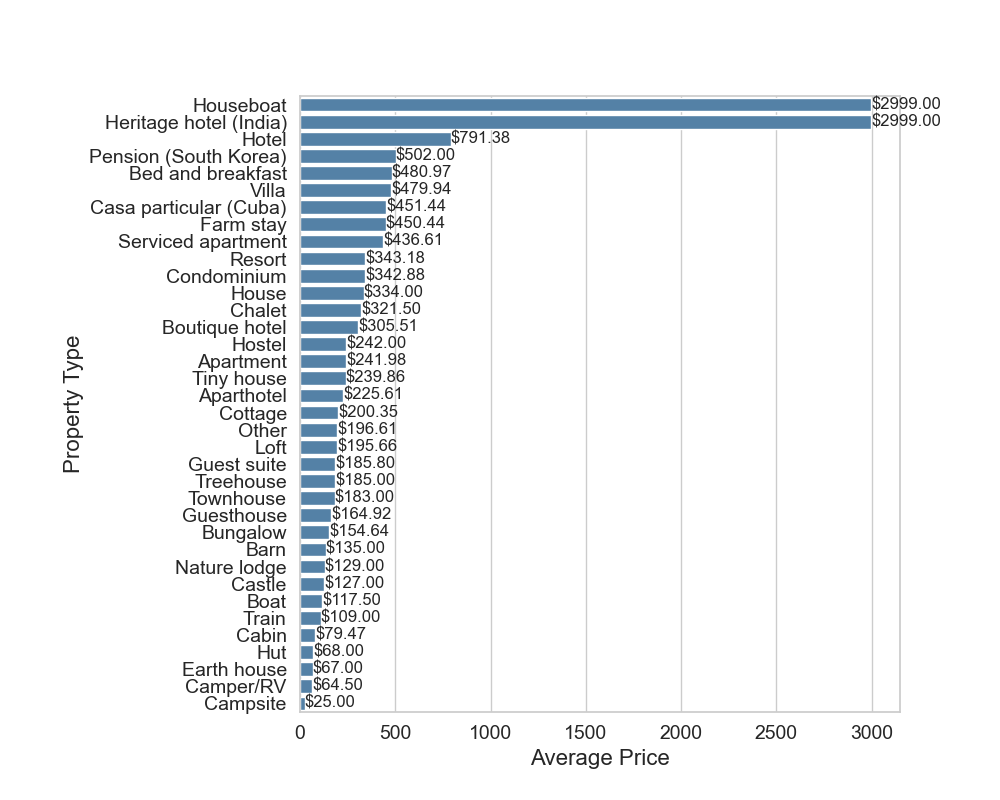 Houseboat $2999.00
Heritage hotel (India) $2999.00
Hotel $791.38
Pension (South Korea) $502.00
Bed and breakfast $480.97
Villa $479.94
Casa particular (Cuba) $451.44
Farm stay $450.44
Serviced apartment $436.61
Resort $343.18
Condominium $342.88
House $334.00
Chalet $321.50
Boutique hotel $305.51
Hostel $242.00
Apartment $241.98
Tiny house $239.86
Aparthotel $225.61
Cottage $200.35
Other $196.61
Loft $195.66
Guest suite $185.80
Treehouse $185.00
Townhouse $183.00
Guesthouse $164.92
Bungalow $154.64
Barn $135.00
Nature lodge $129.00
Castle $127.00
Boat $117.50
Train $109.00
Cabin $79.47
Hut $68.00
Earth house $67.00
Camper/RV $64.50
Campsite $25.00
Property Type
0 500 1000 1500 2000 2500 3000
Average Price